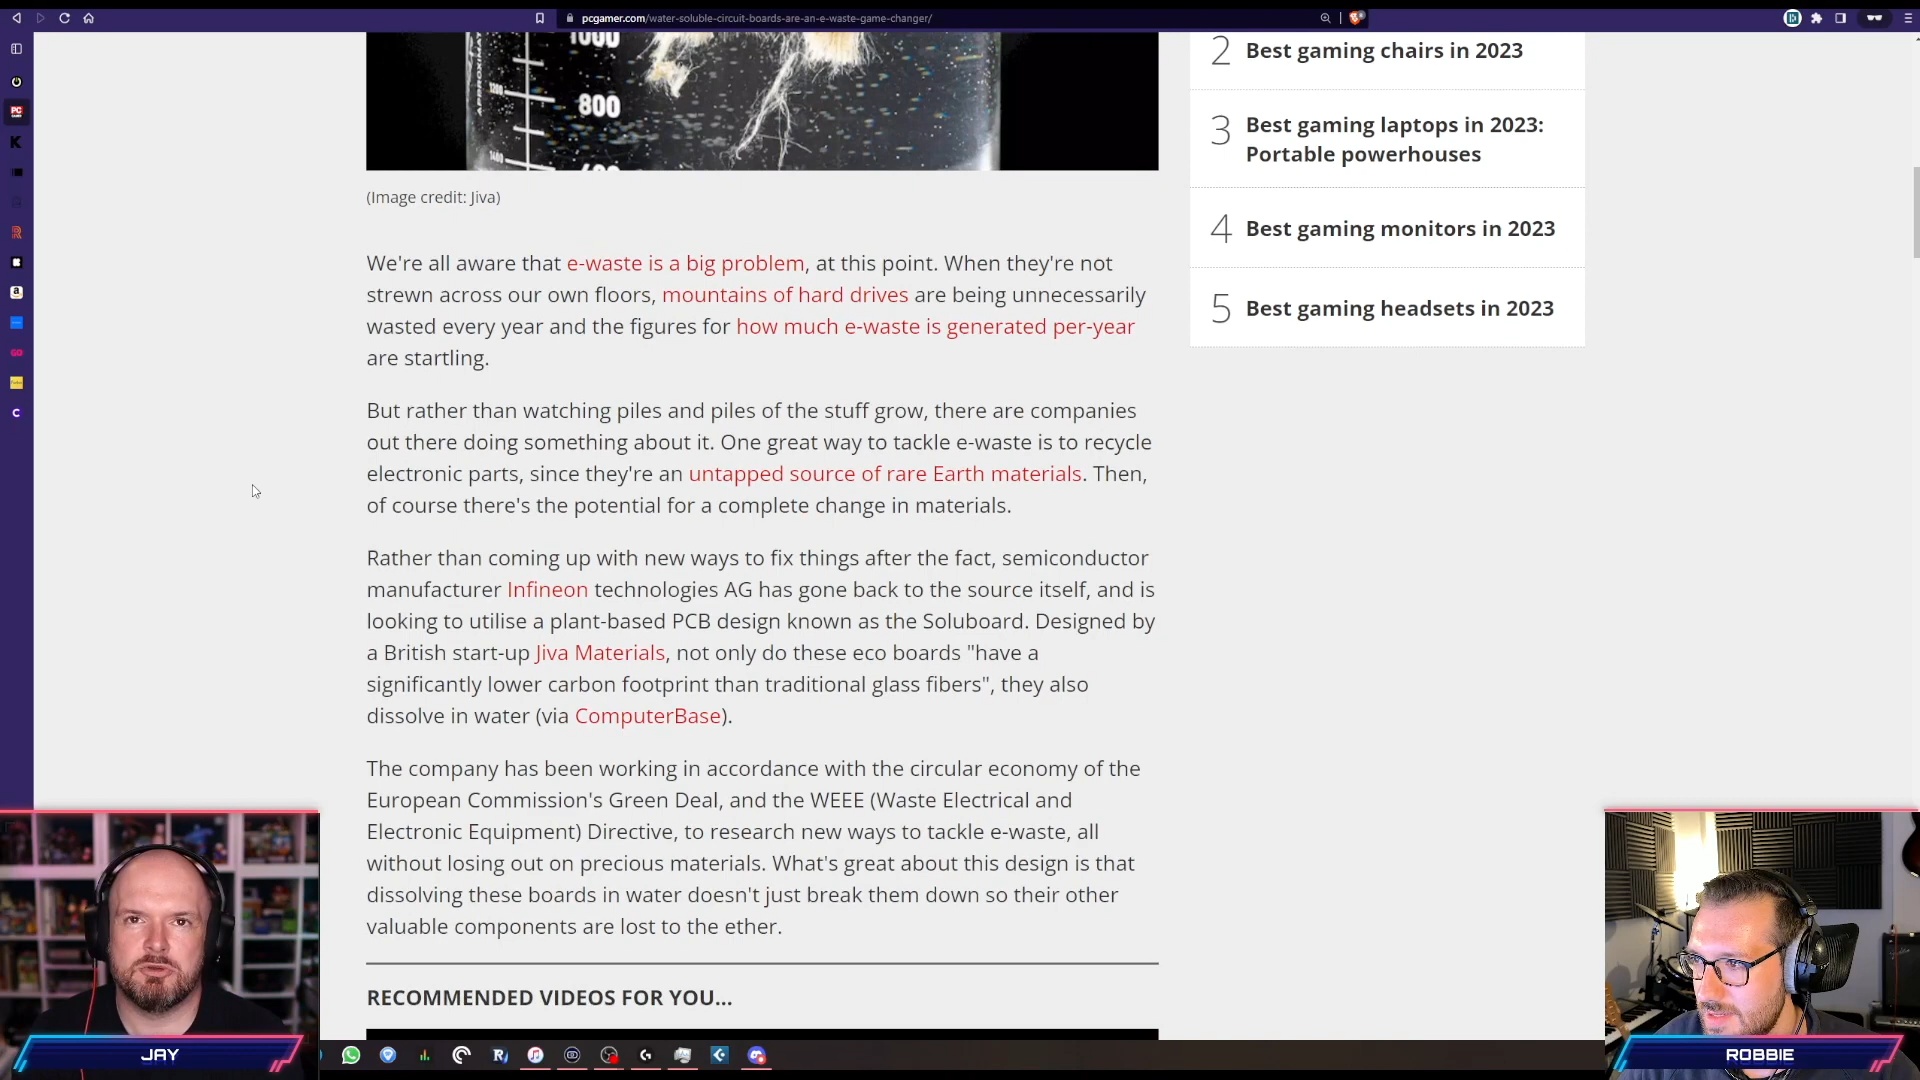 pcgamer.com/water-soluble-circuit-boards-are-an-e-waste-game-changer/
1000
1200
800
1400
2 Best gaming chairs in 2023
3 Best gaming laptops in 2023:
Portable powerhouses
4 Best gaming monitors in 2023
5 Best gaming headsets in 2023
(Image credit: Jiva)
We're all aware that e-waste is a big problem, at this point. When they're not
strewn across our own floors, mountains of hard drives are being unnecessarily
wasted every year and the figures for how much e-waste is generated per-year
are startling.
But rather than watching piles and piles of the stuff grow, there are companies
out there doing something about it. One great way to tackle e-waste is to recycle
electronic parts, since they're an untapped source of rare Earth materials. Then,
of course there's the potential for a complete change in materials.
Rather than coming up with new ways to fix things after the fact, semiconductor
manufacturer Infineon technologies AG has gone back to the source itself, and is
looking to utilise a plant-based PCB design known as the Soluboard. Designed by
a British start-up Jiva Materials, not only do these eco boards "have a
significantly lower carbon footprint than traditional glass fibers", they also
dissolve in water (via ComputerBase).
The company has been working in accordance with the circular economy of the
European Commission's Green Deal, and the WEEE (Waste Electrical and
Electronic Equipment) Directive, to research new ways to tackle e-waste, all
without losing out on precious materials. What's great about this design is that
dissolving these boards in water doesn't just break them down so their other
valuable components are lost to the ether.
RECOMMENDED VIDEOS FOR YOU...
JAY
ROBBIE